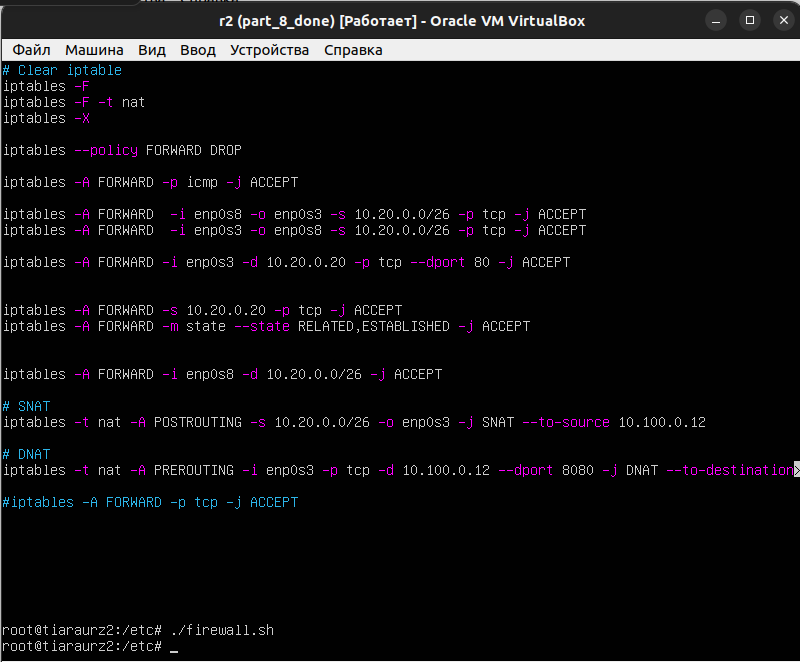 r2 (part_8_done) [Работает] - Oracle VM VirtualBox
Файл Машина Вид Ввод Устройства Справка
# Clear iptable
iptables -F
iptables -F -t nat
iptables -X
iptables --policy FORWARD DROP
iptables -A FORWARD -p icmp -j ACCEPT
iptables -A FORWARD  -i enp0s8 -o enp0s3 -s 10.20.0.0/26 -p tcp -j ACCEPT
iptables -A FORWARD  -i enp0s3 -o enp0s8 -s 10.20.0.0/26 -p tcp -j ACCEPT
iptables -A FORWARD -i enp0s3 -d 10.20.0.20 -p tcp --dport 80 -j ACCEPT
iptables -A FORWARD -s 10.20.0.20 -p tcp -j ACCEPT
iptables -A FORWARD -m state --state RELATED,ESTABLISHED -j ACCEPT
iptables -A FORWARD -i enp0s8 -d 10.20.0.0/26 -j ACCEPT
# SNAT
iptables -t nat -A POSTROUTING -s 10.20.0.0/26 -o enp0s3 -j SNAT --to-source 10.100.0.12
# DNAT
iptables -t nat -A PREROUTING -i enp0s3 -p tcp -d 10.100.0.12 --dport 8080 -j DNAT --to-destination>
#iptables -A FORWARD -p tcp -j ACCEPT
root@tiaraurz2:/etc# ./firewall.sh
root@tiaraurz2:/etc# _